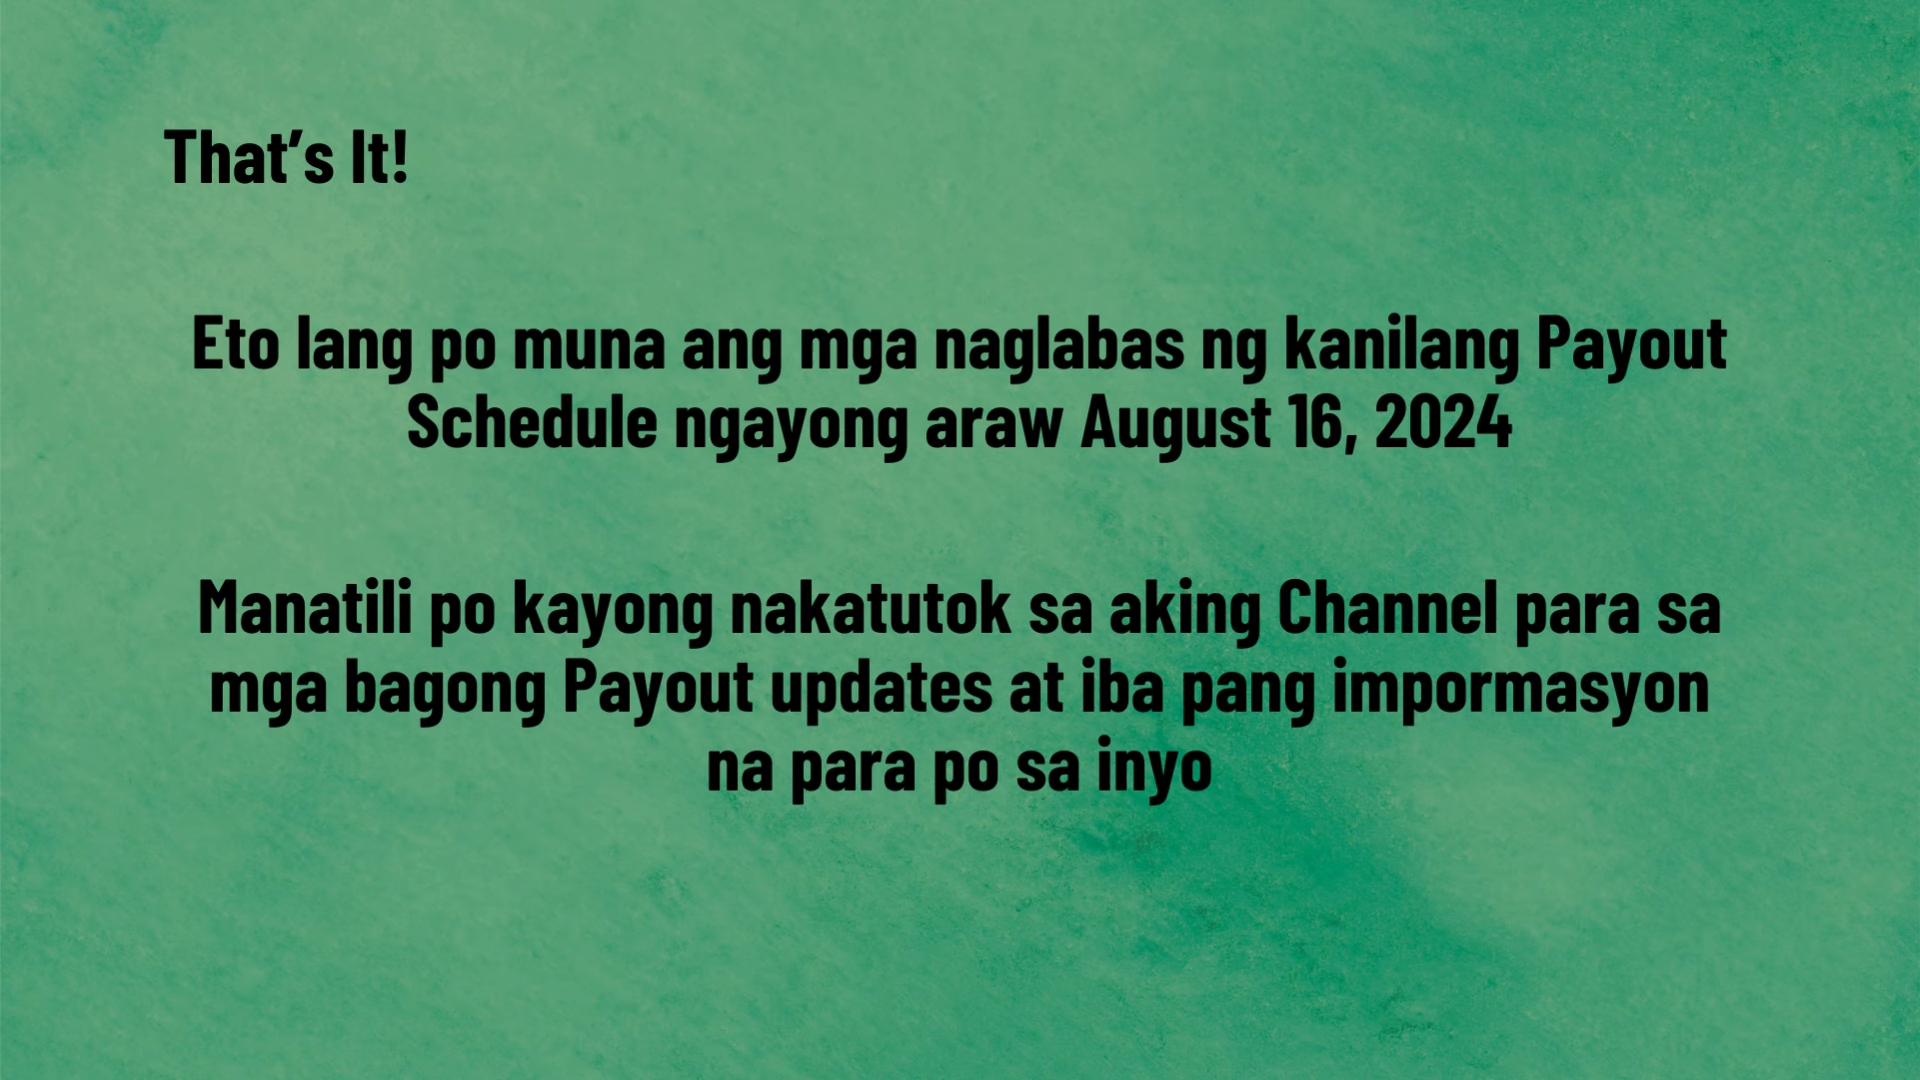 That’s It!
Eto lang po muna ang mga naglabas ng kanilang Payout
Schedule ngayong araw August 16, 2024
Manatili po kayong nakatutok sa aking Channel para sa
mga bagong Payout updates at iba pang impormasyon
na para po sa inyo